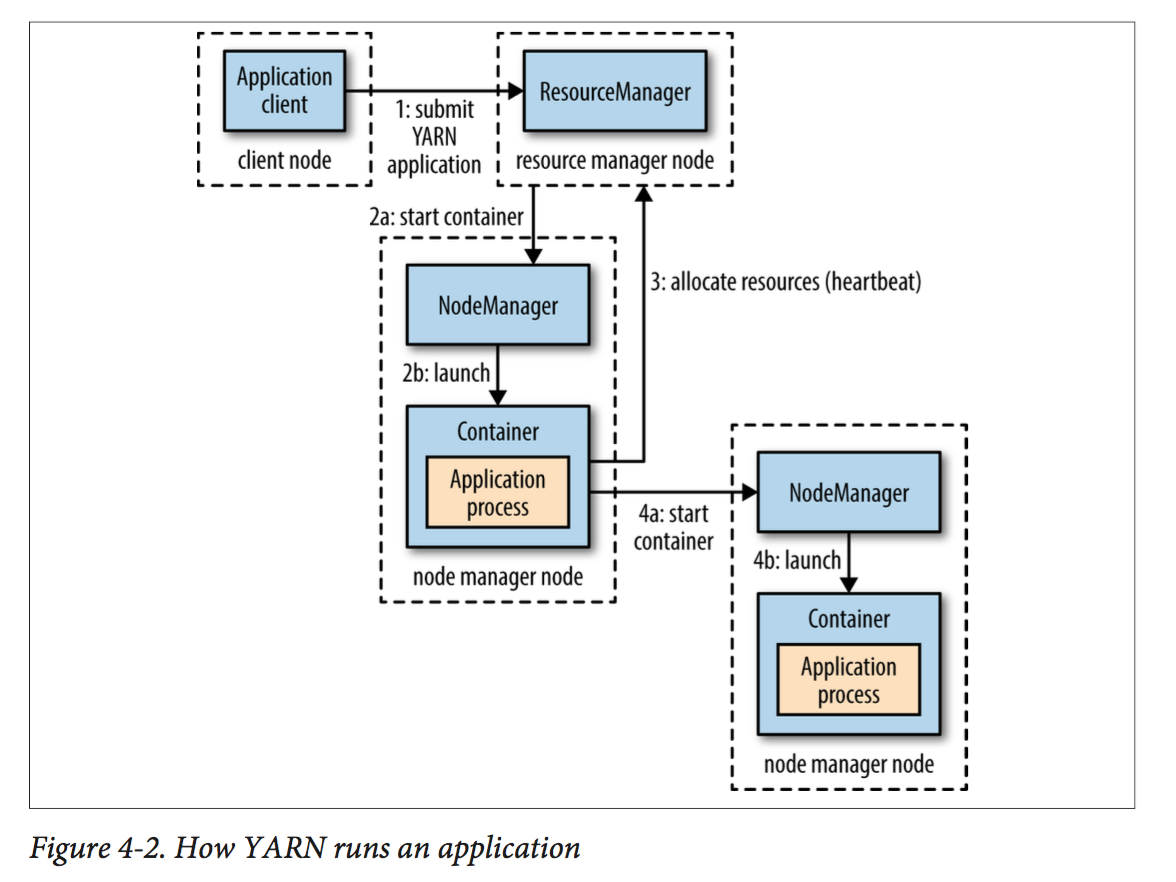 Application
client
client node
1: submit
YARN
application
ResourceManager
resource manager node
2a: start container
NodeManager
2b: launch
Container
Application
process
node manager node
3: allocate resources (heartbeat)
4a: start
container
NodeManager
4b: launch
Container
Application
process
node manager node
Figure 4-2. How YARN runs an application